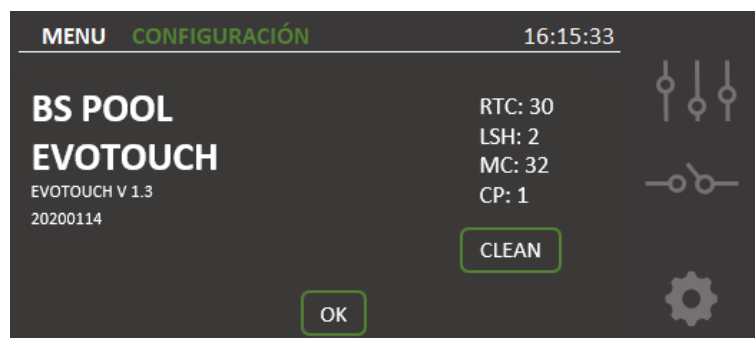 MENU CONFIGURACIÓN 16:15:33
BS POOL
EVOTOUCH
EVOTOUCH V 1.3
20200114
RTC: 30
LSH: 2
MC: 32
CP: 1
CLEAN
OK